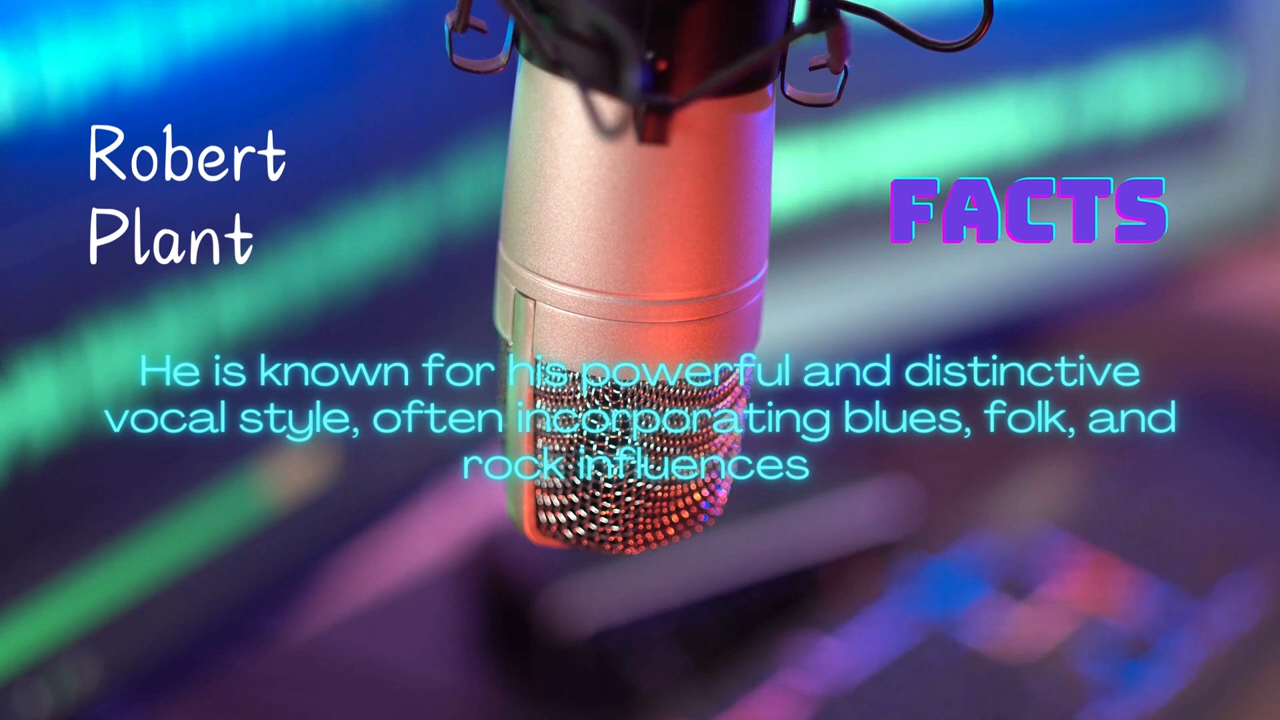 Robert
Plant
FACTS
He is known for his powerful and distinctive
vocal style, often incorporating blues, folk, and
rock influences